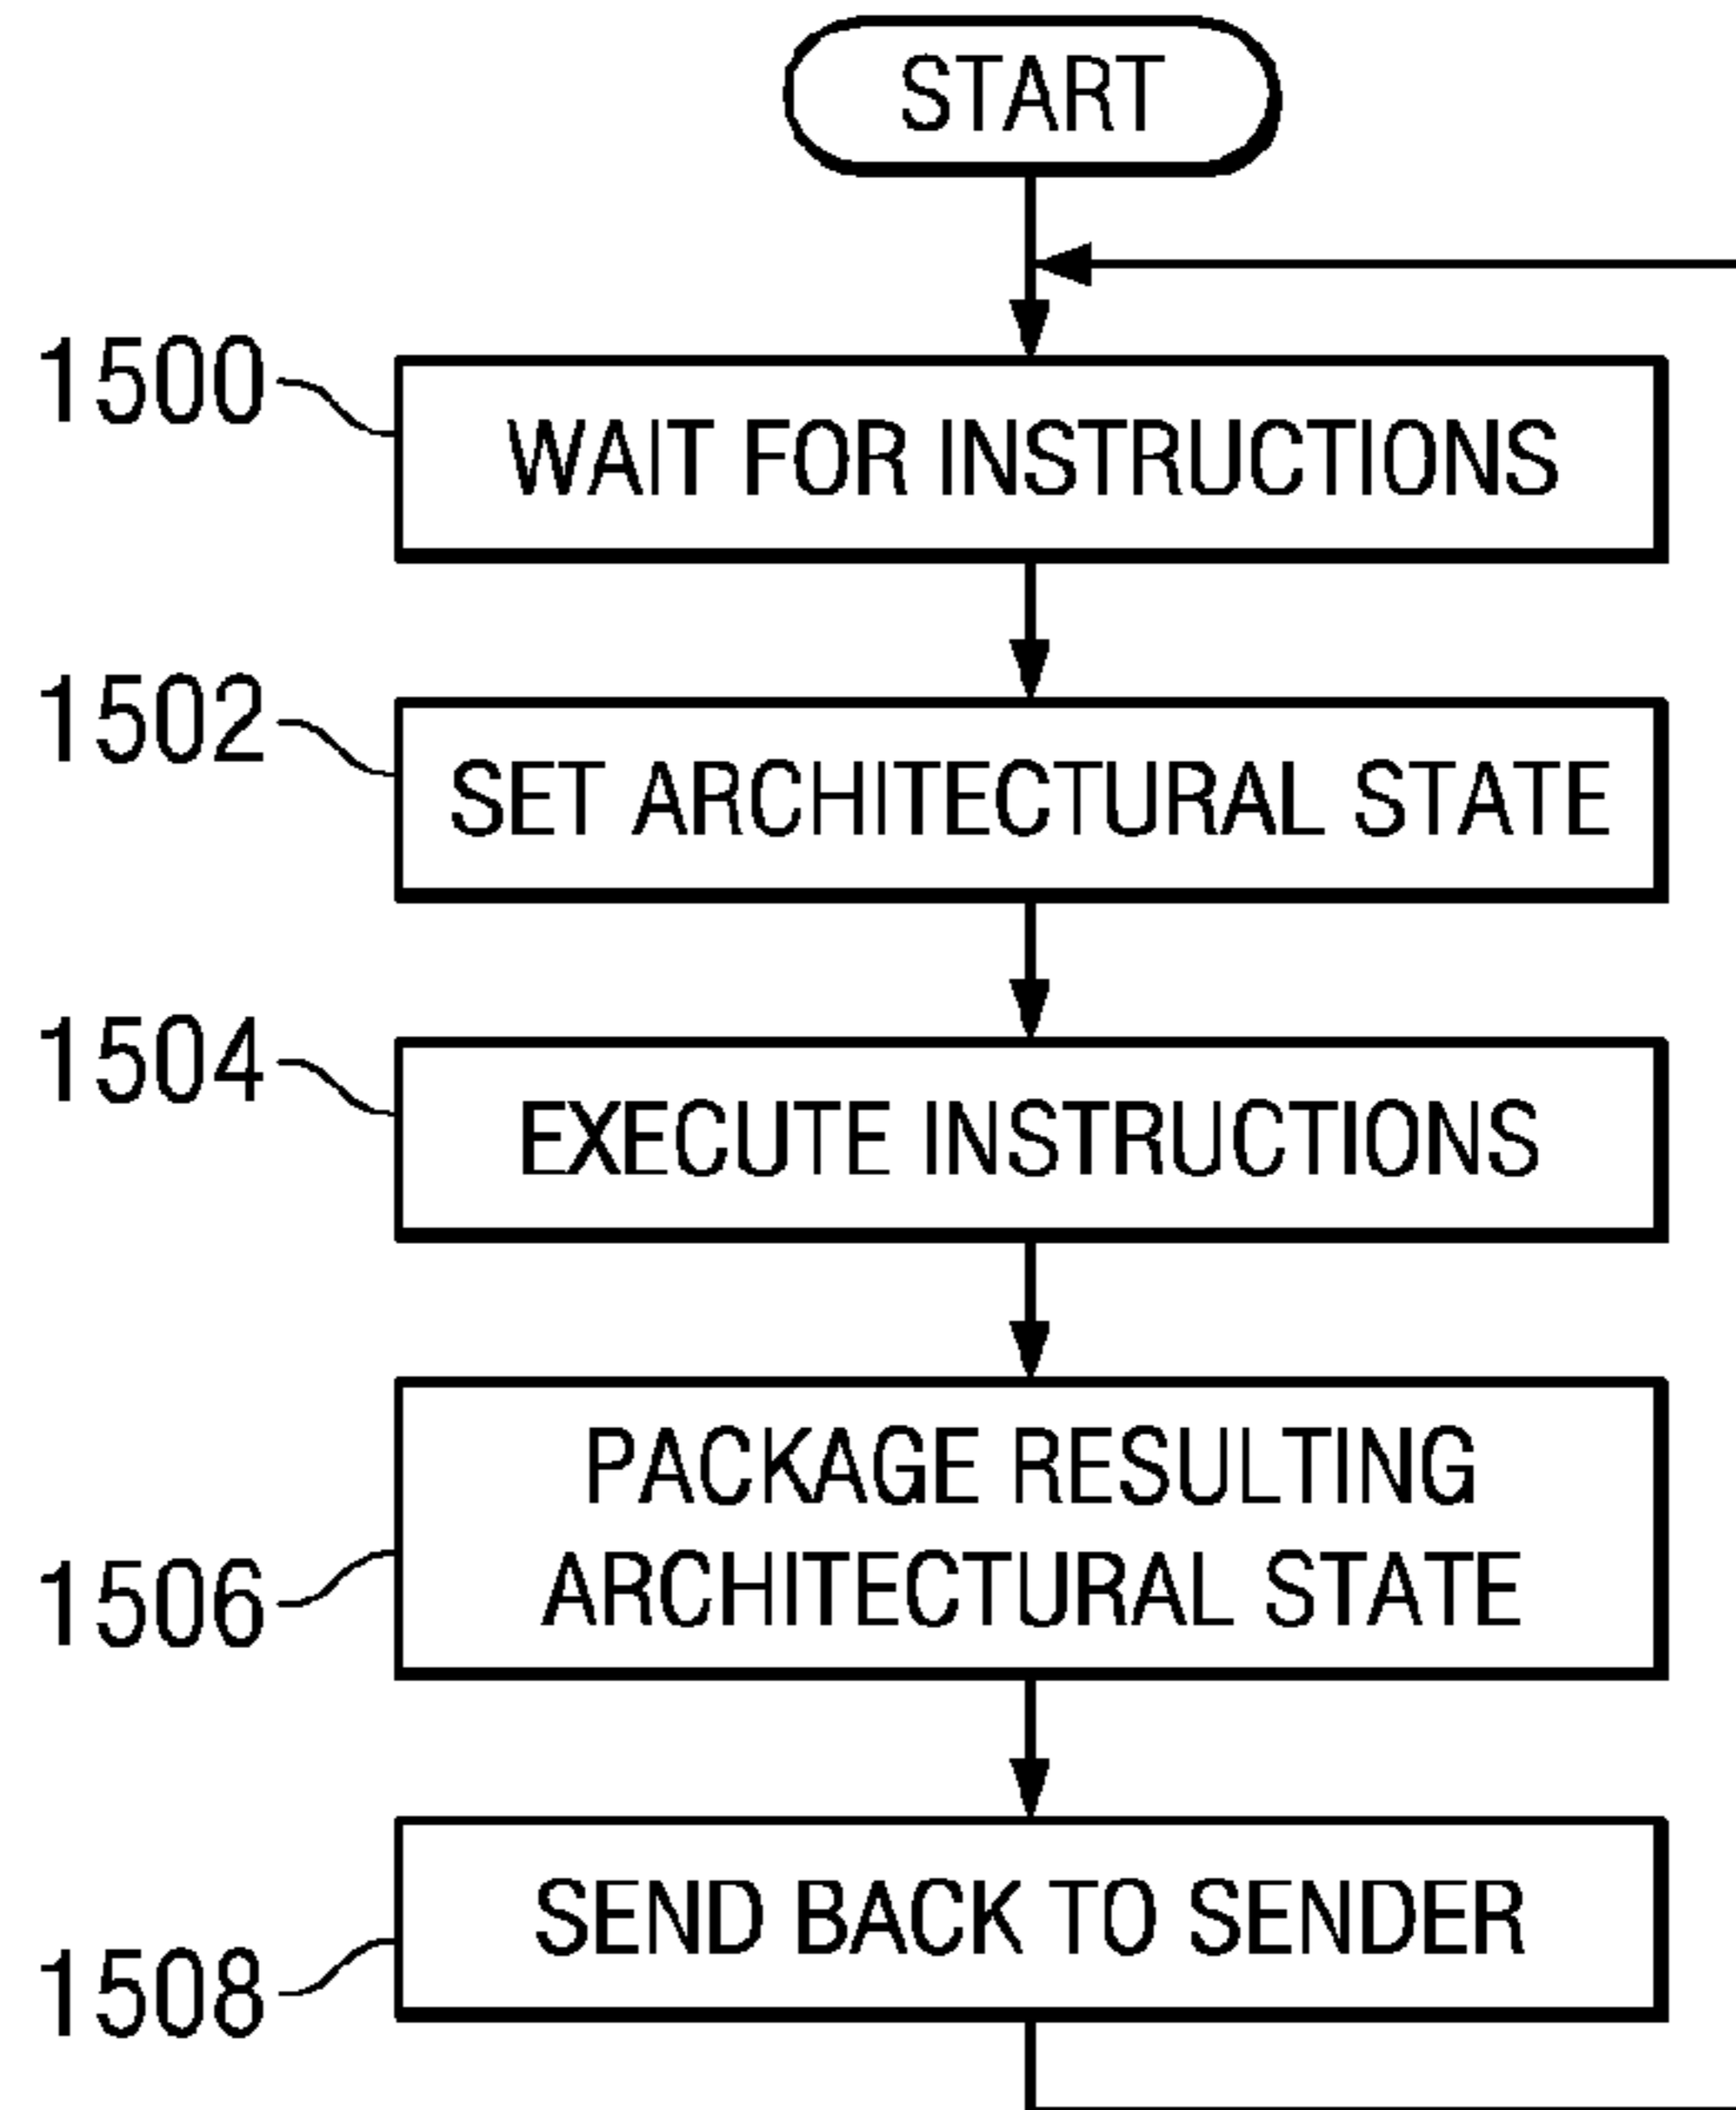 START
1500
WAIT FOR INSTRUCTIONS
1502
SET ARCHITECTURAL STATE
1504
EXECUTE INSTRUCTIONS
PACKAGE RESULTING
ARCHITECTURAL STATE
1506
SEND BACK TO SENDER
1508